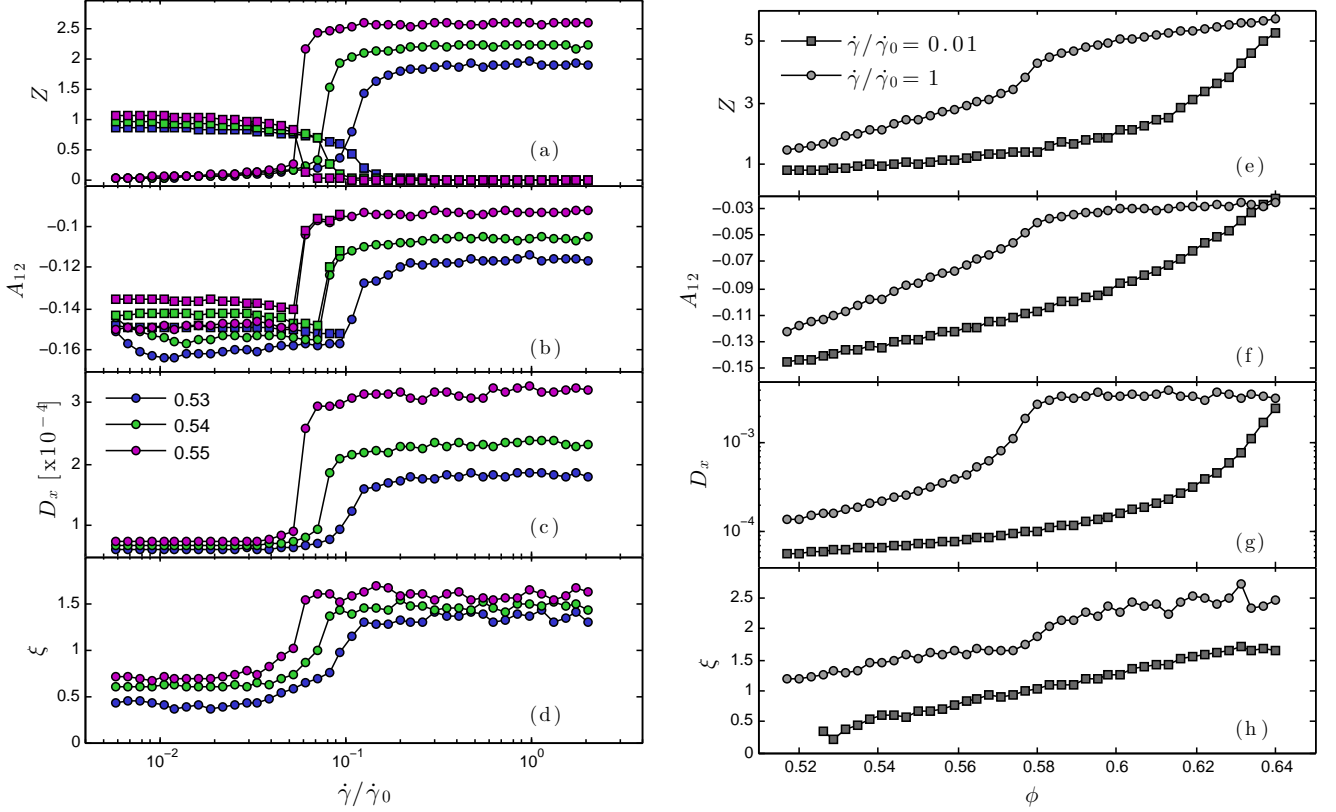 2.5
2
1.5
1
0.5
0
Z
(a)
−0.1
−0.12
−0.14
−0.16
A₁₂
(b)
3
2
1
D_x [x10⁻⁴]
0.53
0.54
0.55
(c)
1.5
1
0.5
0
ξ
(d)
10⁻² 10⁻¹ 10⁰
γ̇/γ̇₀
5
3
1
Z
γ̇/γ̇₀ = 0.01
γ̇/γ̇₀ = 1
(e)
−0.03
−0.05
−0.07
−0.09
−0.11
−0.13
−0.15
A₁₂
(f)
10⁻³
10⁻⁴
D_x
(g)
2.5
2
1.5
1
0.5
0
ξ
(h)
0.52 0.54 0.56 0.58 0.6 0.62 0.64
ϕ